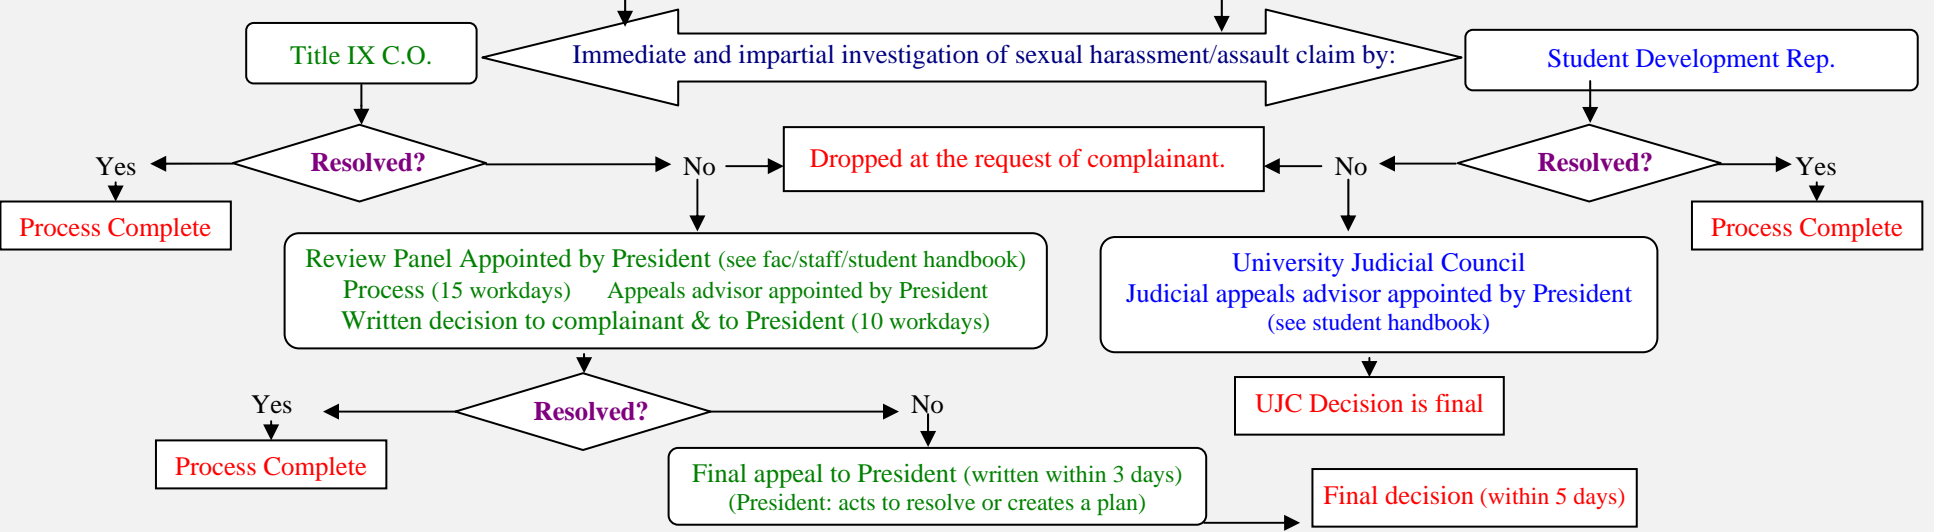 Title IX C.O.
Immediate and impartial investigation of sexual harassment/assault claim by:
Student Development Rep.
Yes
Resolved?
No
Dropped at the request of complainant.
No
Resolved?
Yes
Process Complete
Process Complete
Review Panel Appointed by President (see fac/staff/student handbook)
Process (15 workdays) Appeals advisor appointed by President
Written decision to complainant & to President (10 workdays)
University Judicial Council
Judicial appeals advisor appointed by President
(see student handbook)
Yes
Resolved?
No
UJC Decision is final
Process Complete
Final appeal to President (written within 3 days)
(President: acts to resolve or creates a plan)
Final decision (within 5 days)